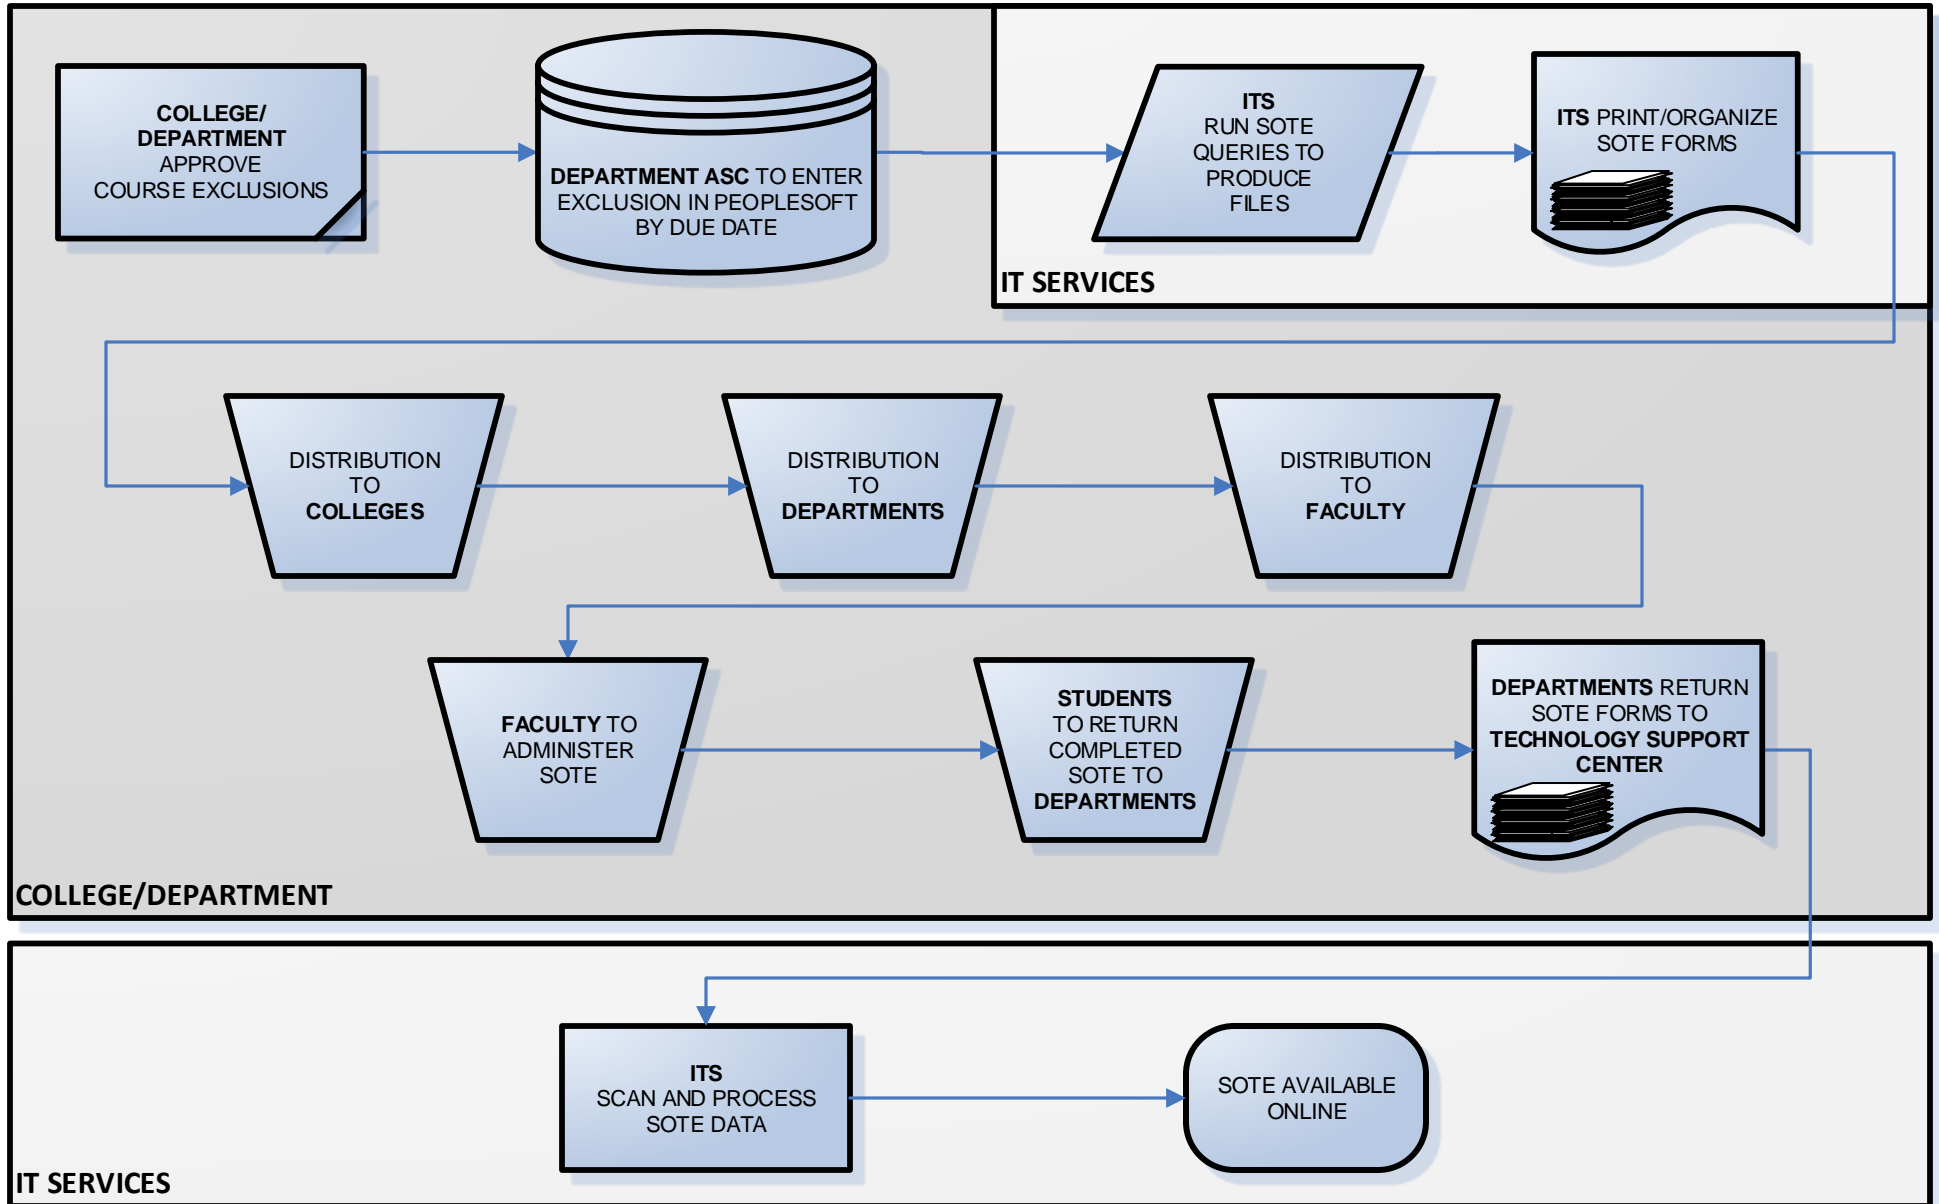 COLLEGE/
DEPARTMENT
APPROVE
COURSE EXCLUSIONS
DEPARTMENT ASC TO ENTER
EXCLUSION IN PEOPLESOFT
BY DUE DATE
ITS
RUN SOTE
QUERIES TO
PRODUCE
FILES
ITS PRINT/ORGANIZE
SOTE FORMS
IT SERVICES
DISTRIBUTION
TO
COLLEGES
DISTRIBUTION
TO
DEPARTMENTS
DISTRIBUTION
TO
FACULTY
FACULTY TO
ADMINISTER
SOTE
STUDENTS
TO RETURN
COMPLETED
SOTE TO
DEPARTMENTS
DEPARTMENTS RETURN
SOTE FORMS TO
TECHNOLOGY SUPPORT
CENTER
COLLEGE/DEPARTMENT
ITS
SCAN AND PROCESS
SOTE DATA
SOTE AVAILABLE
ONLINE
IT SERVICES